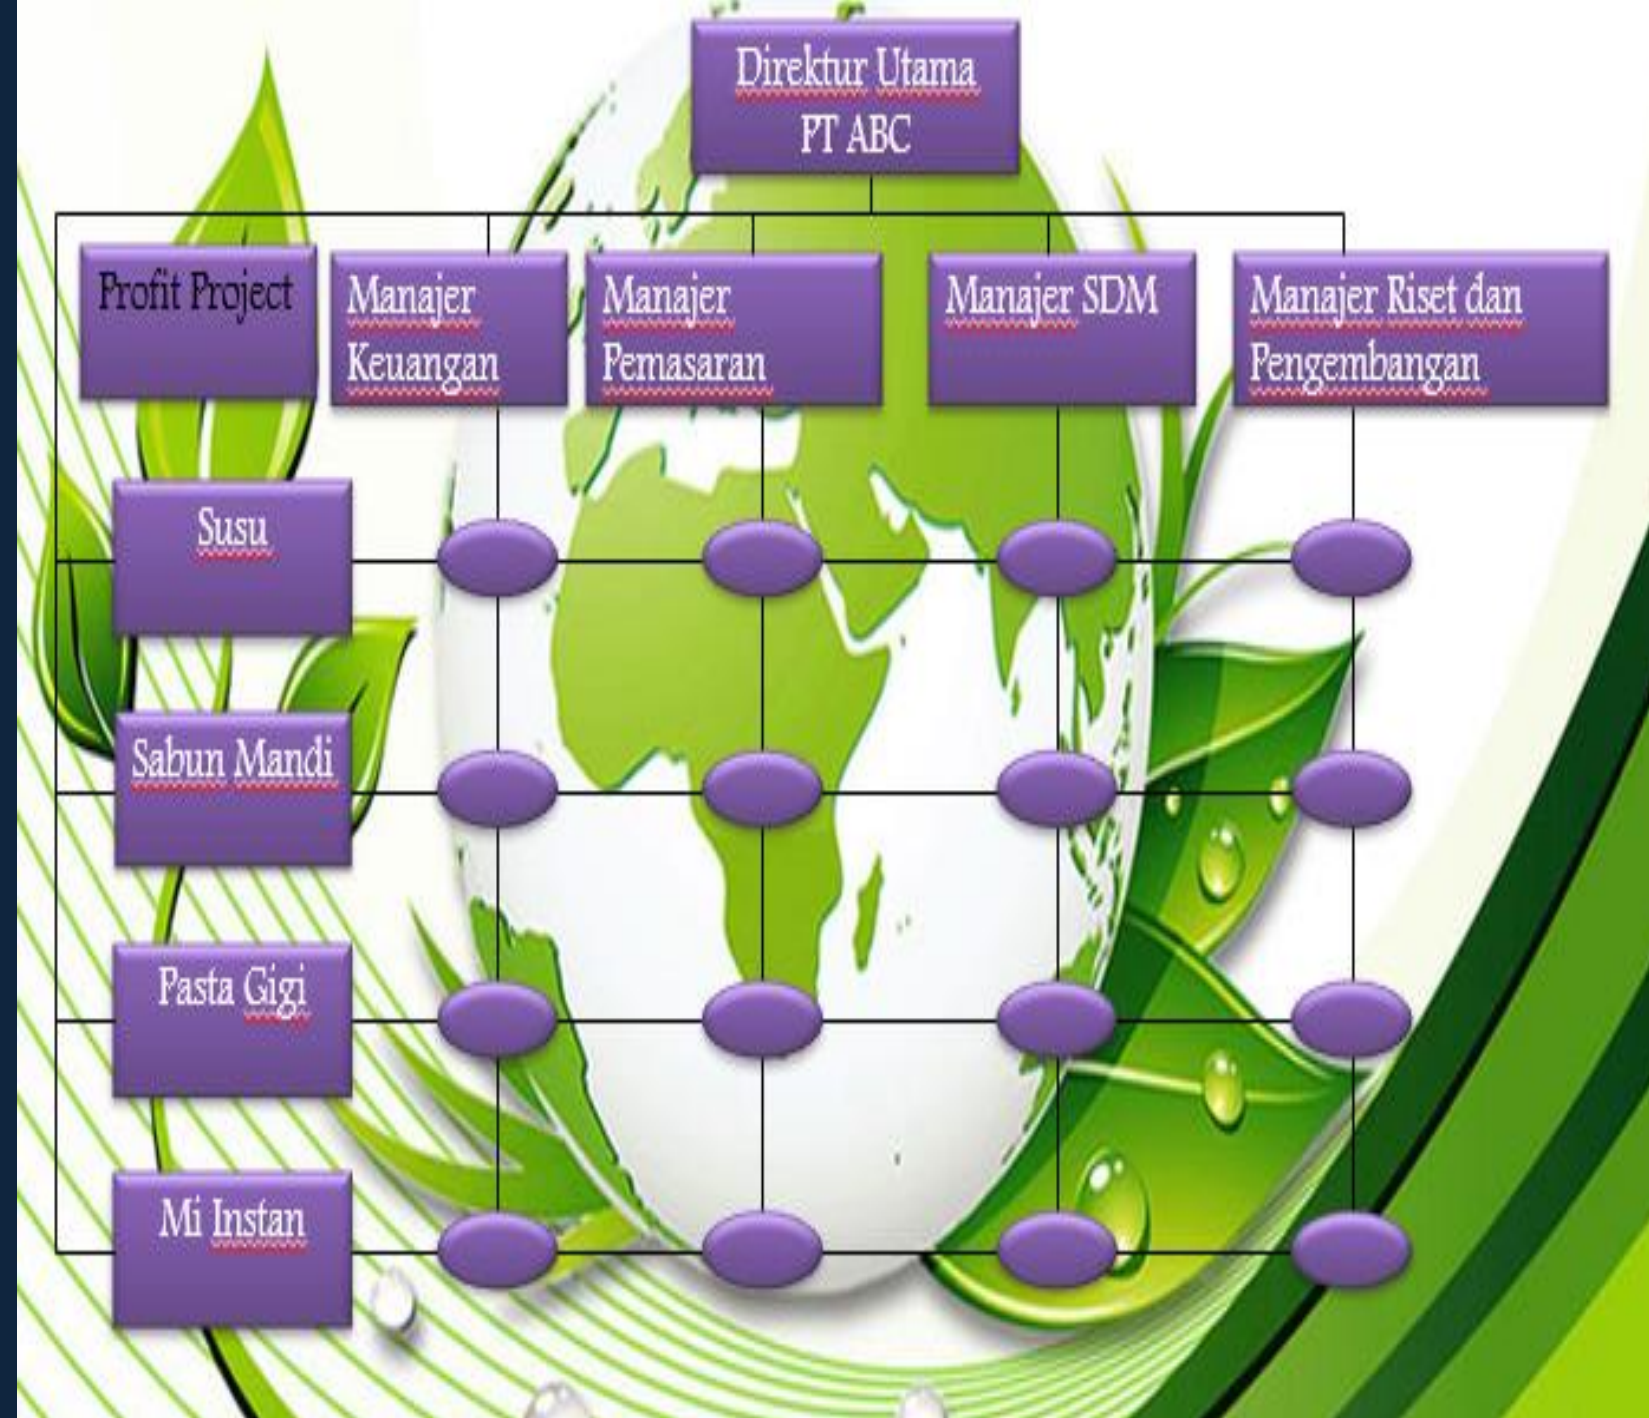 Direktur Utama
PT ABC
Profit Project
Manajer
Keuangan
Manajer
Pemasaran
Manajer SDM
Manajer Riset dan
Pengembangan
Susu
Sabun Mandi
Pasta Gigi
Mi Instan